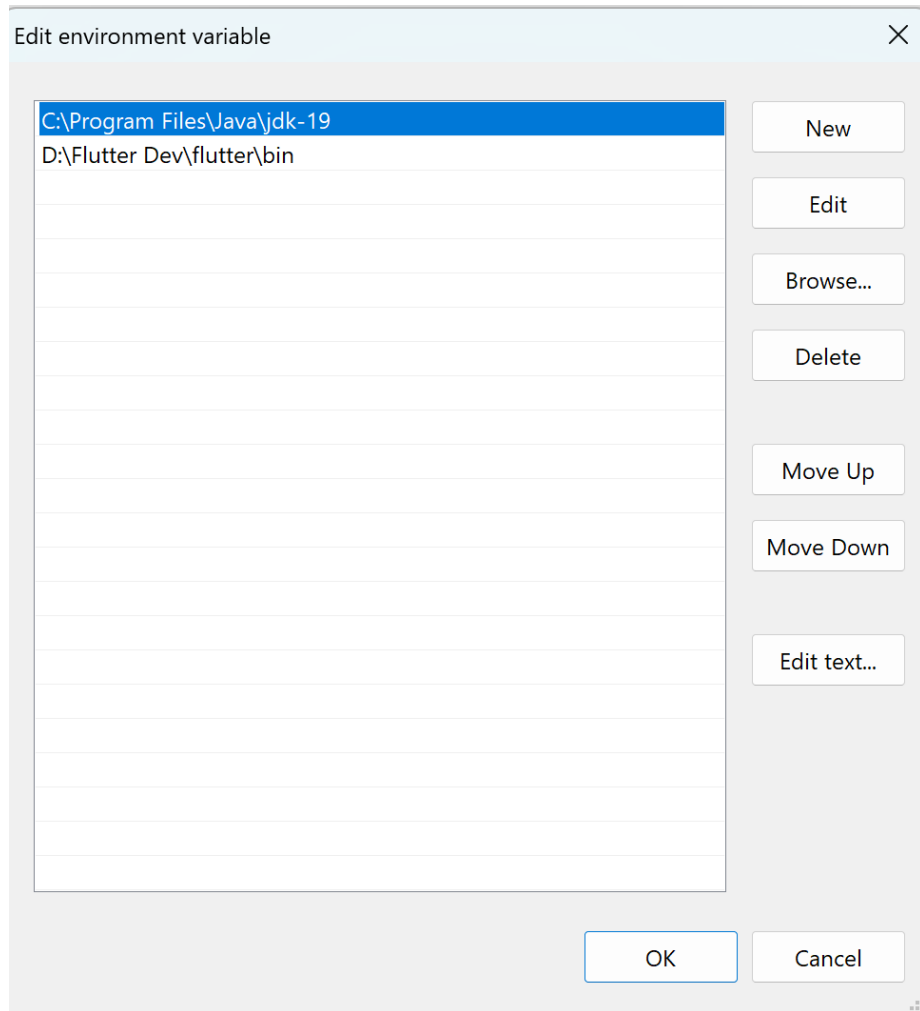 Edit environment variable
C:\Program Files\Java\jdk-19
D:\Flutter Dev\flutter\bin
New
Edit
Browse...
Delete
Move Up
Move Down
Edit text...
OK
Cancel